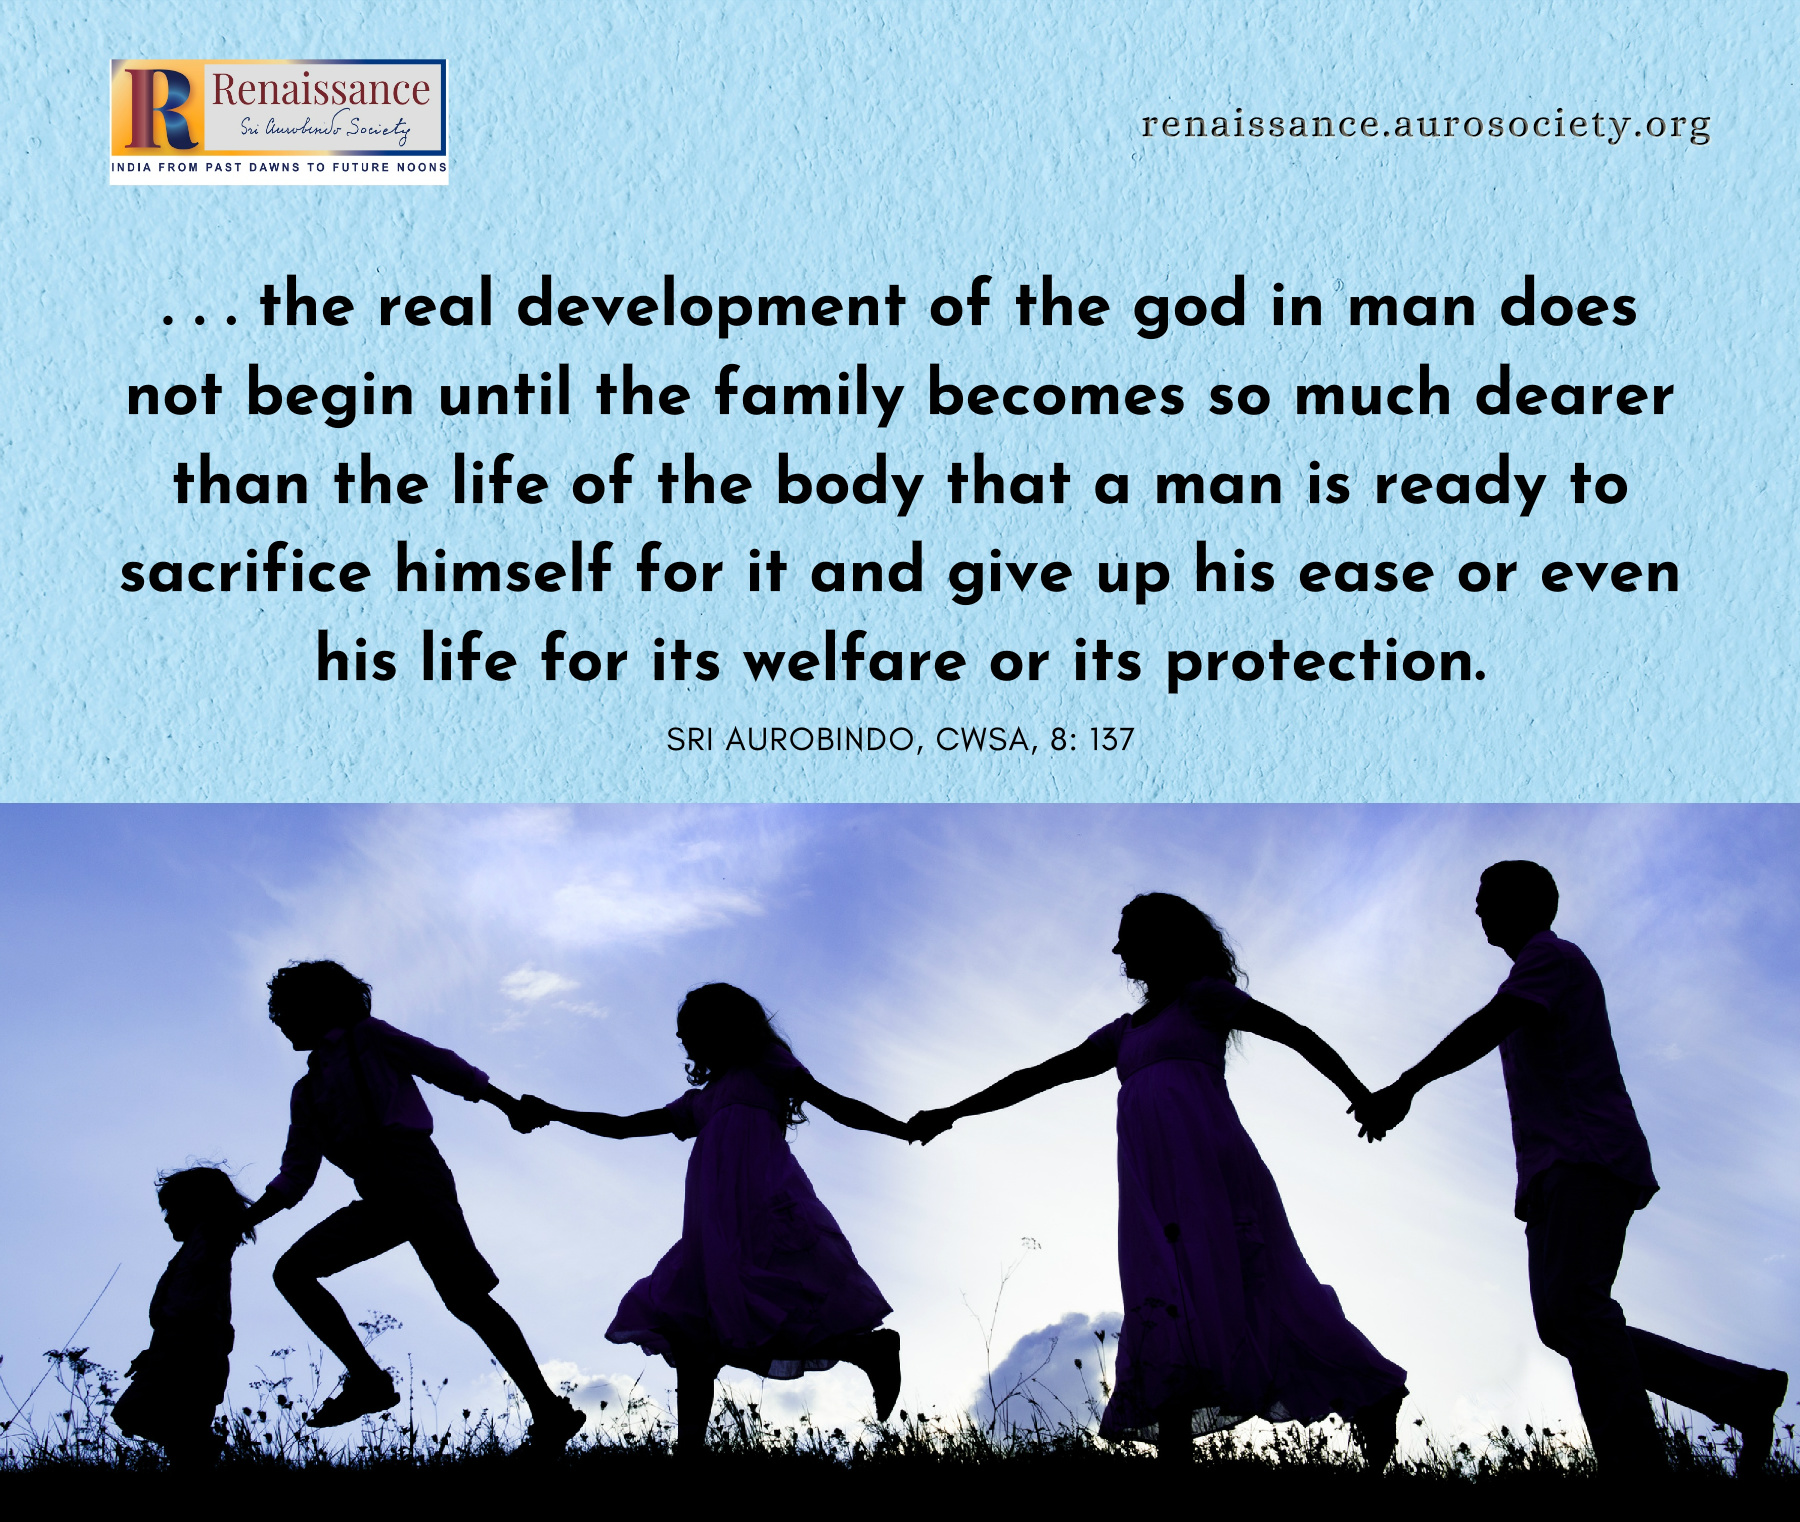 R Renaissance
Sri Aurobindo Society
INDIA FROM PAST DAWNS TO FUTURE NOONS
renaissance.aurosociety.org
. . . the real development of the god in man does
not begin until the family becomes so much dearer
than the life of the body that a man is ready to
sacrifice himself for it and give up his ease or even
his life for its welfare or its protection.
SRI AUROBINDO, CWSA, 8: 137